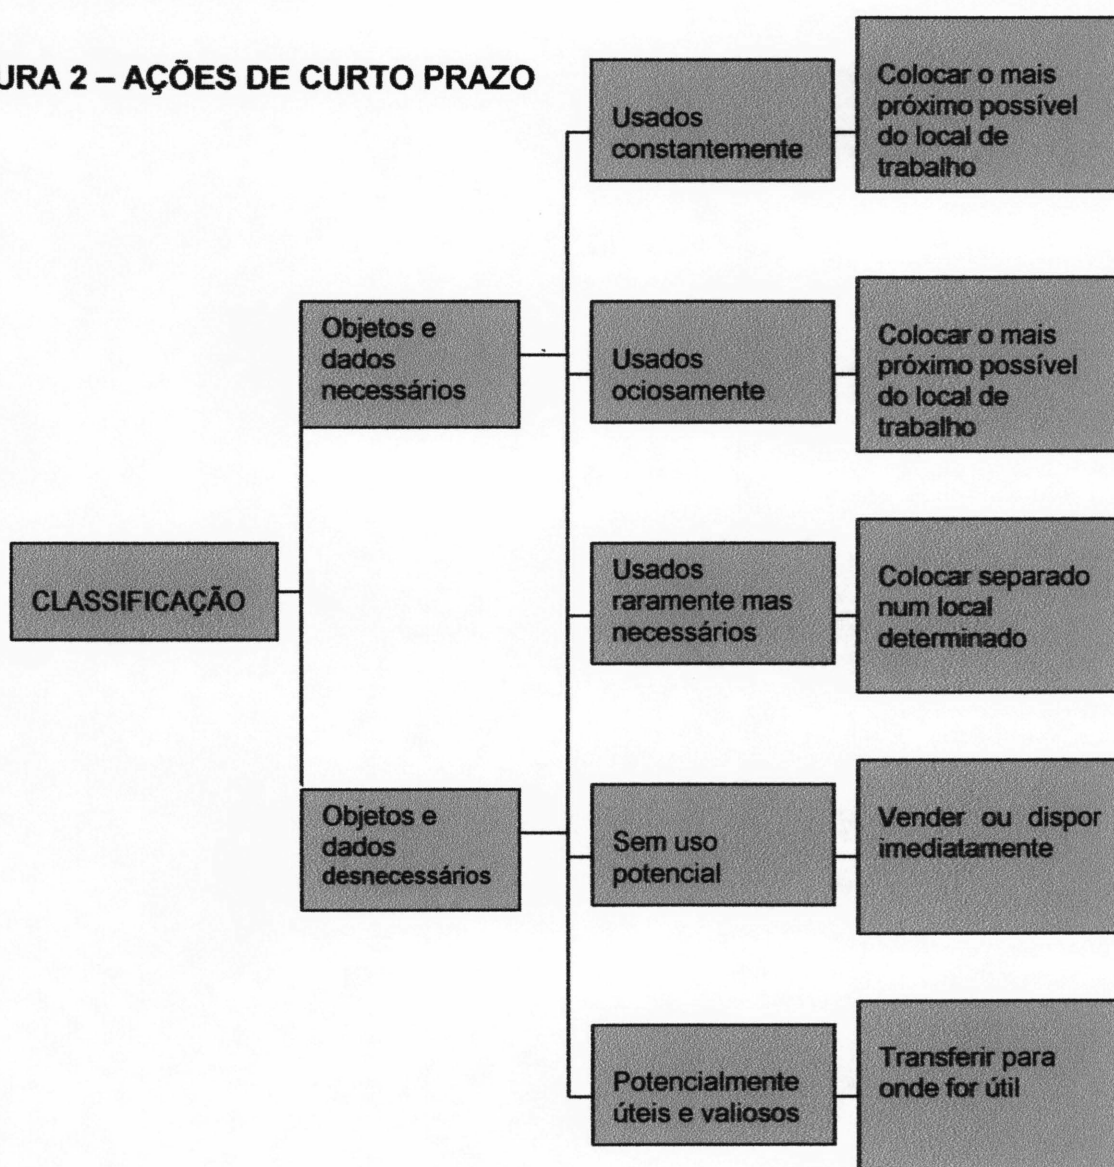 URA 2 – AÇÕES DE CURTO PRAZO
Usados
constantemente
Colocar o mais
próximo possível
do local de
trabalho
Objetos e
dados
necessários
Usados
ociosamente
Colocar o mais
próximo possível
do local de
trabalho
CLASSIFICAÇÃO
Usados
raramente mas
necessários
Colocar separado
num local
determinado
Objetos e
dados
desnecessários
Sem uso
potencial
Vender ou dispor
imediatamente
Potencialmente
úteis e valiosos
Transferir para
onde for útil